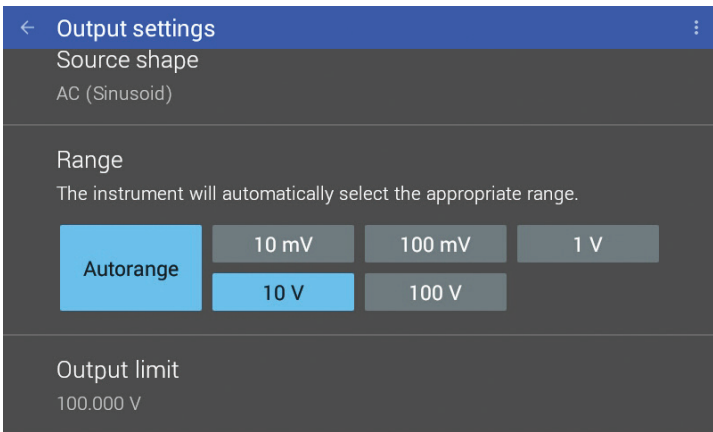 Output settings
Source shape
AC (Sinusoid)
Range
The instrument will automatically select the appropriate range.
Autorange
10 mV
100 mV
1 V
10 V
100 V
Output limit
100.000 V